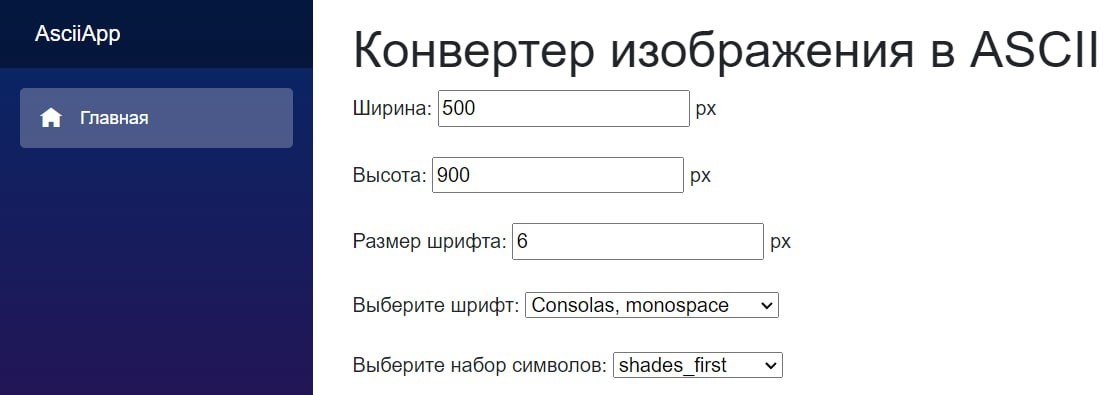 AsciiApp
Главная
Конвертер изображения в ASCII
Ширина: 500 px
Высота: 900 px
Размер шрифта: 6 px
Выберите шрифт: Consolas, monospace
Выберите набор символов: shades_first